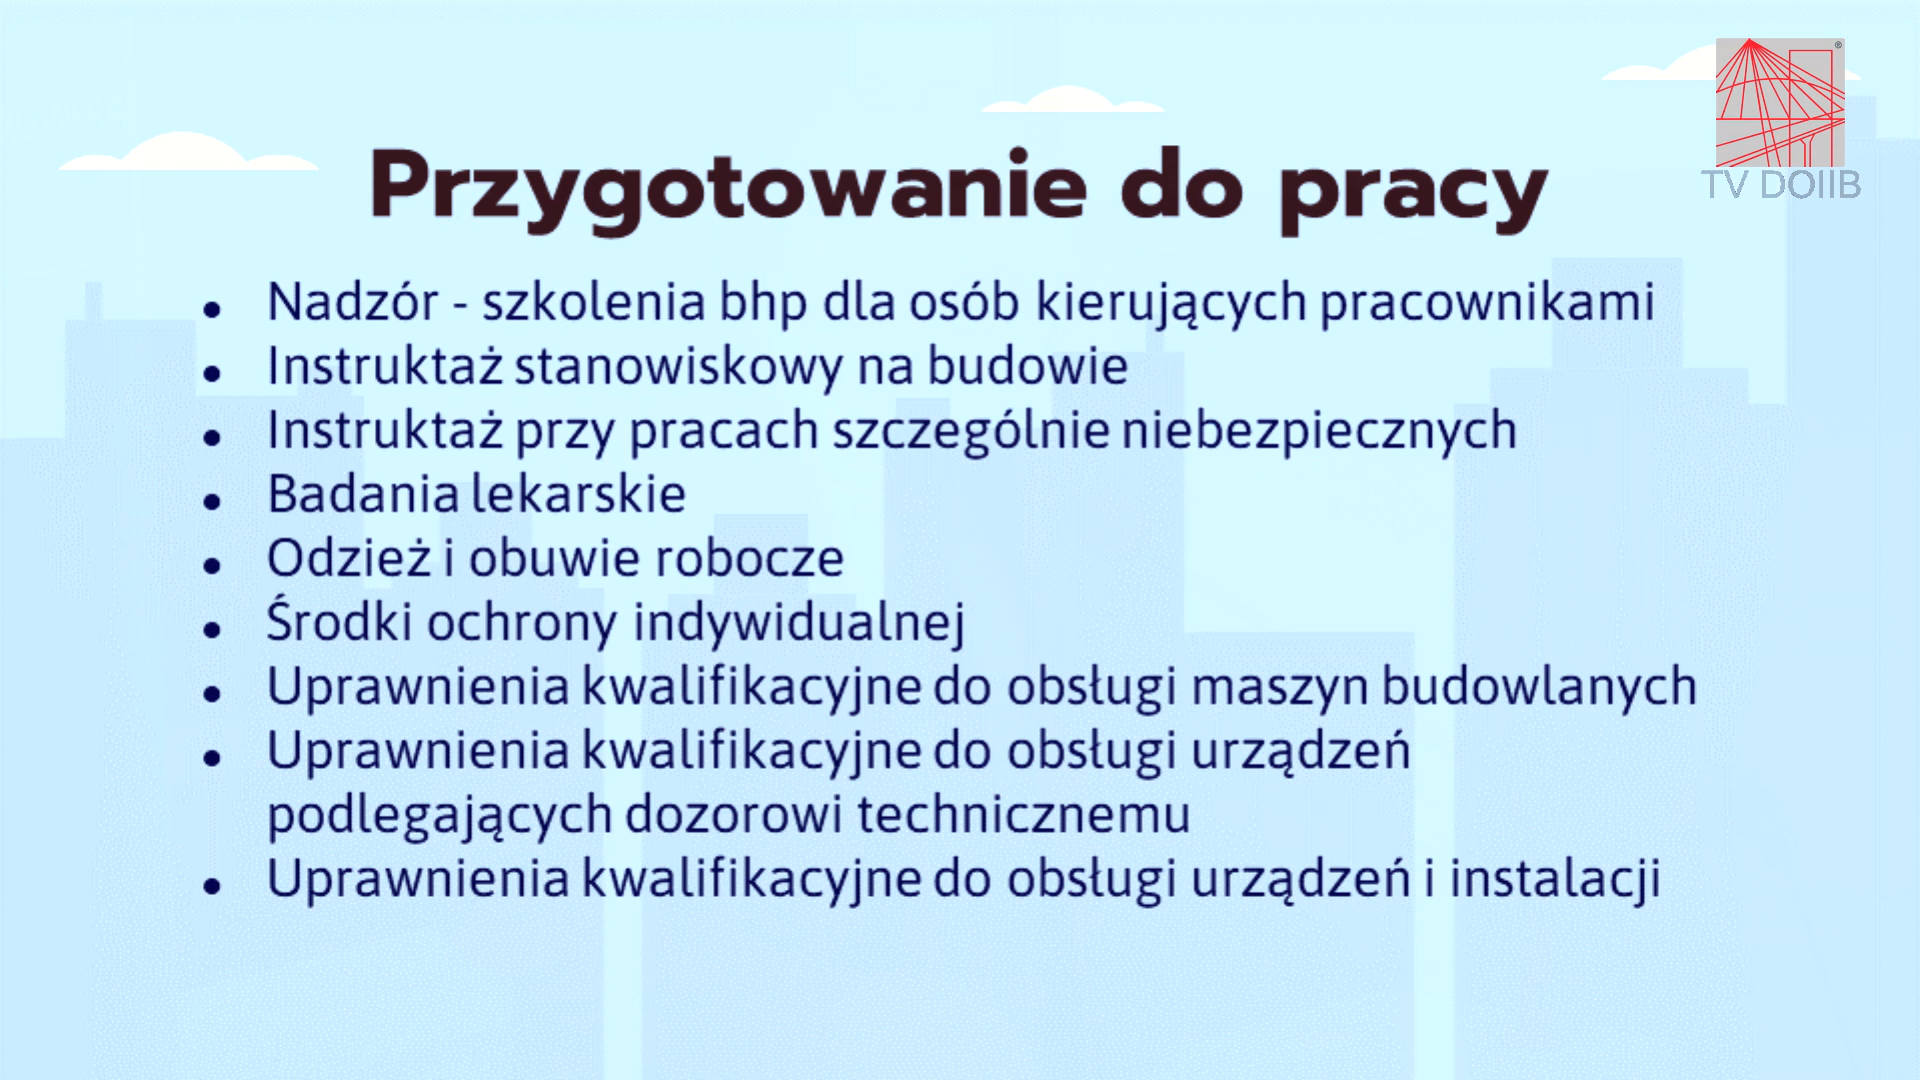 TV DOIIB
Przygotowanie do pracy
• Nadzór - szkolenia bhp dla osób kierujących pracownikami
• Instruktaż stanowiskowy na budowie
• Instruktaż przy pracach szczególnie niebezpiecznych
• Badania lekarskie
• Odzież i obuwie robocze
• Środki ochrony indywidualnej
• Uprawnienia kwalifikacyjne do obsługi maszyn budowlanych
• Uprawnienia kwalifikacyjne do obsługi urządzeń
podlegających dozorowi technicznemu
• Uprawnienia kwalifikacyjne do obsługi urządzeń i instalacji